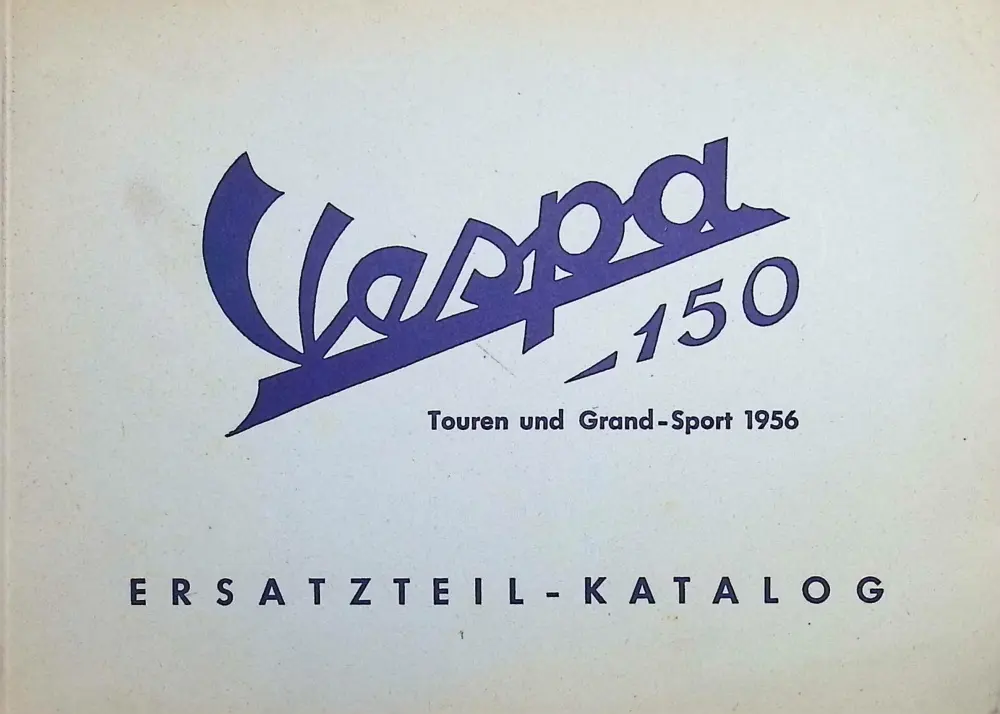 Vespa
150
Touren und Grand-Sport 1956
ERSATZTEIL-KATALOG